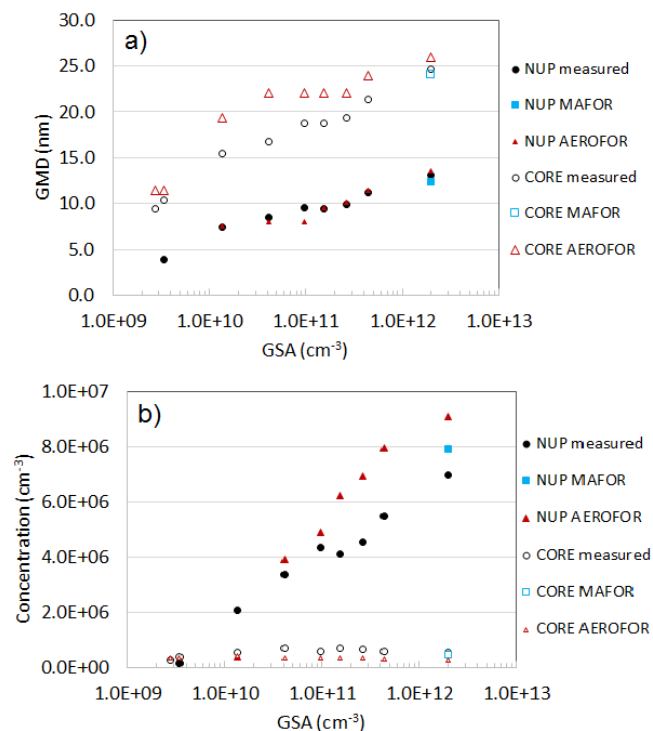 a)
30.0
25.0
20.0
15.0
10.0
5.0
0.0
GMD (nm)
1.0E+09 1.0E+10 1.0E+11 1.0E+12 1.0E+13
GSA (cm-3)
NUP measured
NUP MAFOR
NUP AEROFOR
CORE measured
CORE MAFOR
CORE AEROFOR
b)
1.0E+07
8.0E+06
6.0E+06
4.0E+06
2.0E+06
0.0E+00
Concentration (cm-3)
1.0E+09 1.0E+10 1.0E+11 1.0E+12 1.0E+13
GSA (cm-3)
NUP measured
NUP MAFOR
NUP AEROFOR
CORE measured
CORE MAFOR
CORE AEROFOR